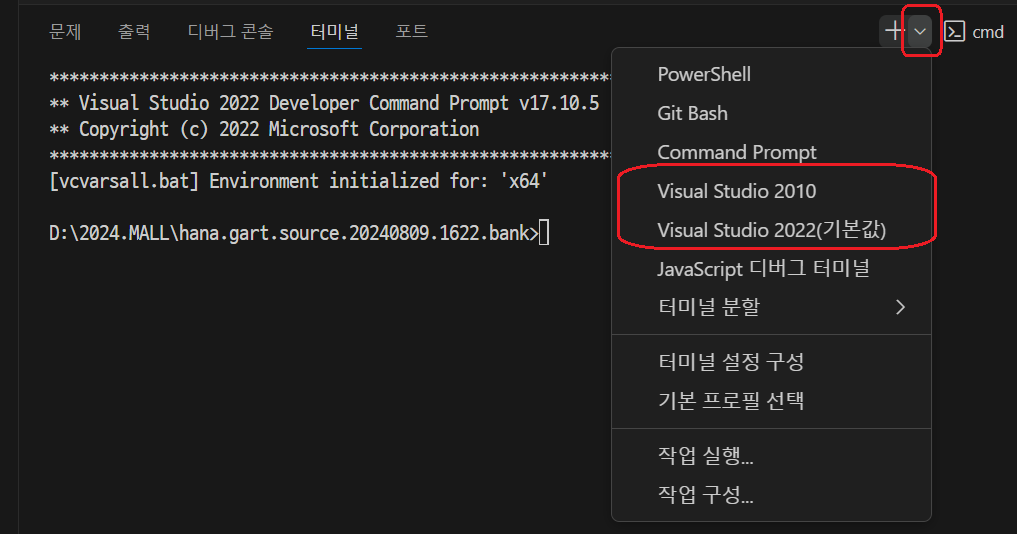 문제 출력 디버그 콘솔 터미널 포트 cmd
**********************************************************
** Visual Studio 2022 Developer Command Prompt v17.10.5
** Copyright (c) 2022 Microsoft Corporation
**********************************************************
[vcvarsall.bat] Environment initialized for: 'x64'
D:\2024.MALL\hana.gart.source.20240809.1622.bank>
PowerShell
Git Bash
Command Prompt
Visual Studio 2010
Visual Studio 2022(기본값)
JavaScript 디버그 터미널
터미널 분할
터미널 설정 구성
기본 프로필 선택
작업 실행...
작업 구성...